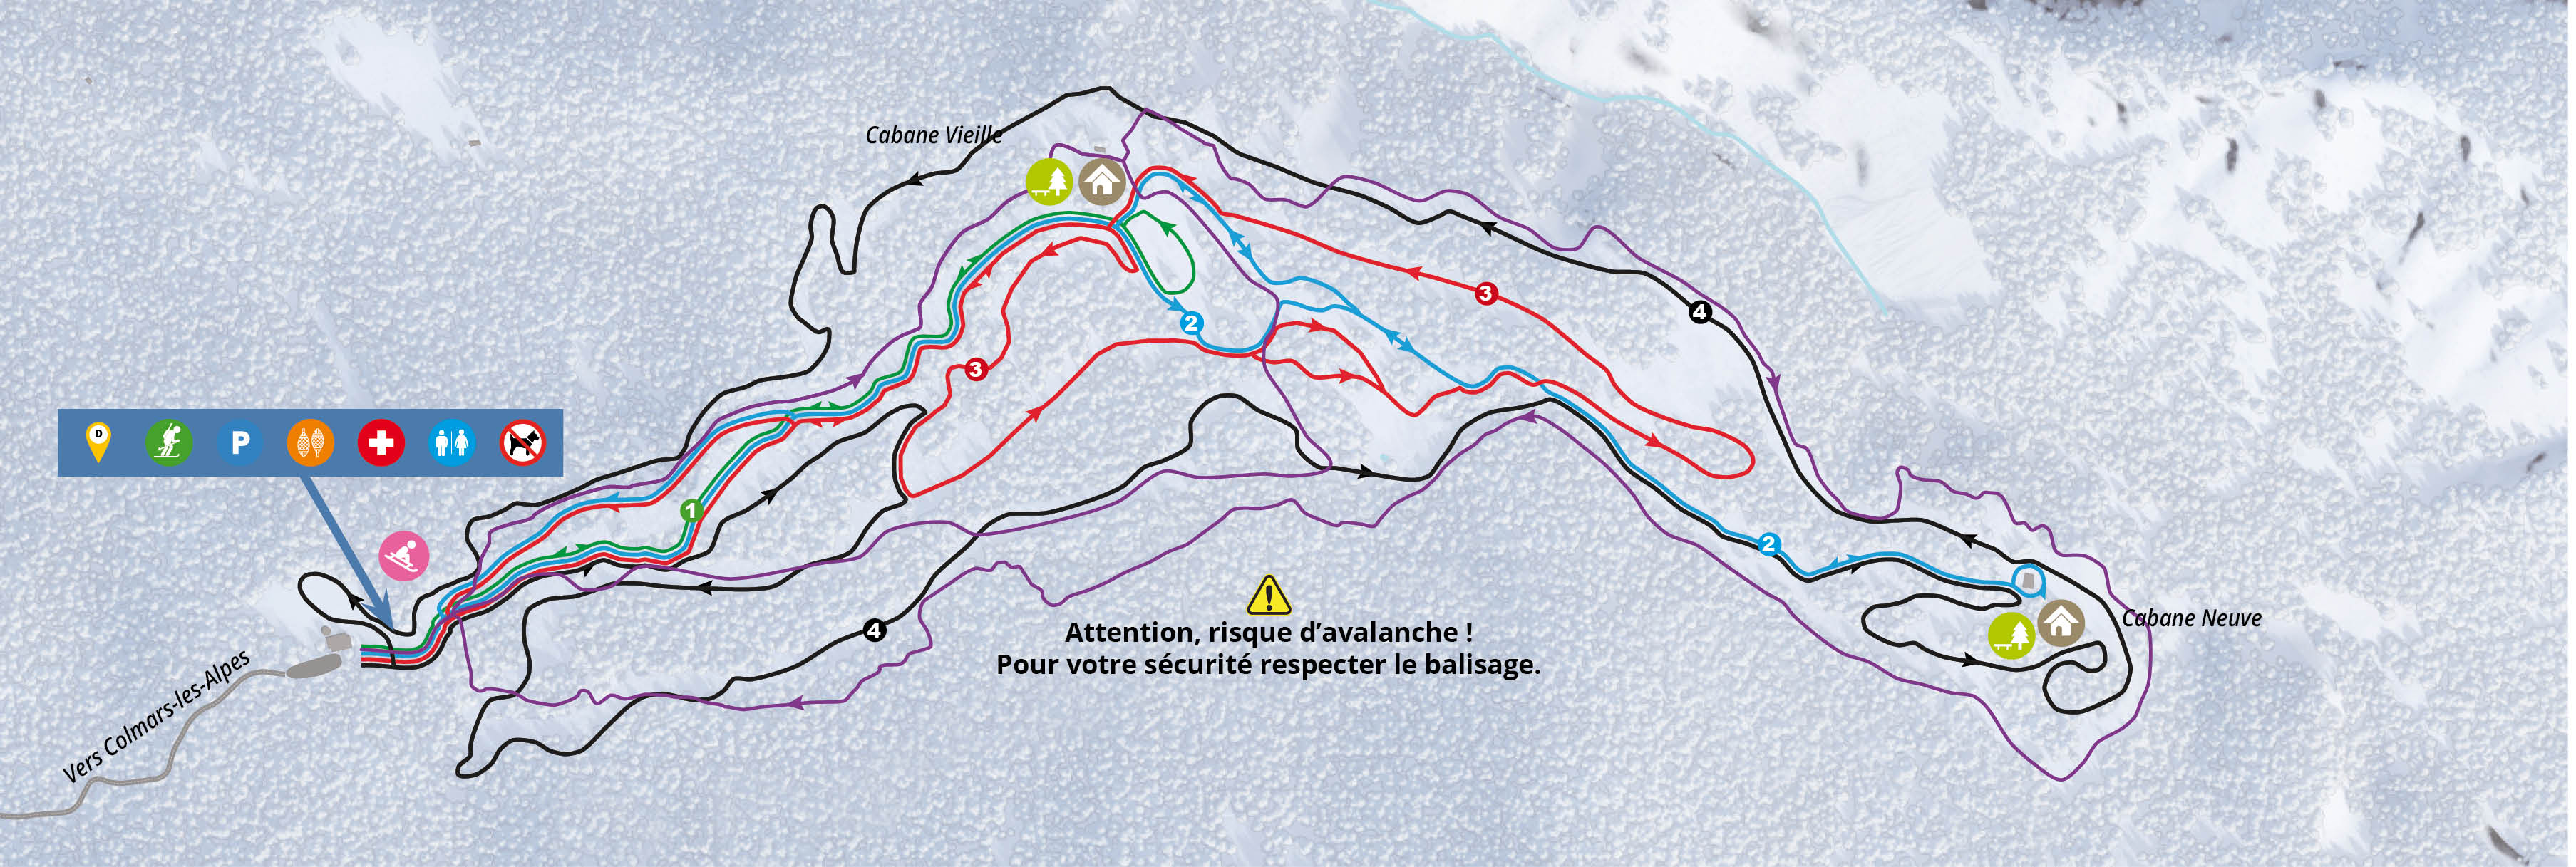 Cabane Vieille
3
4
2
3
D
P
1
2
4
Attention, risque d'avalanche !
Pour votre sécurité respecter le balisage.
Cabane Neuve
Vers Colmars-les-Alpes